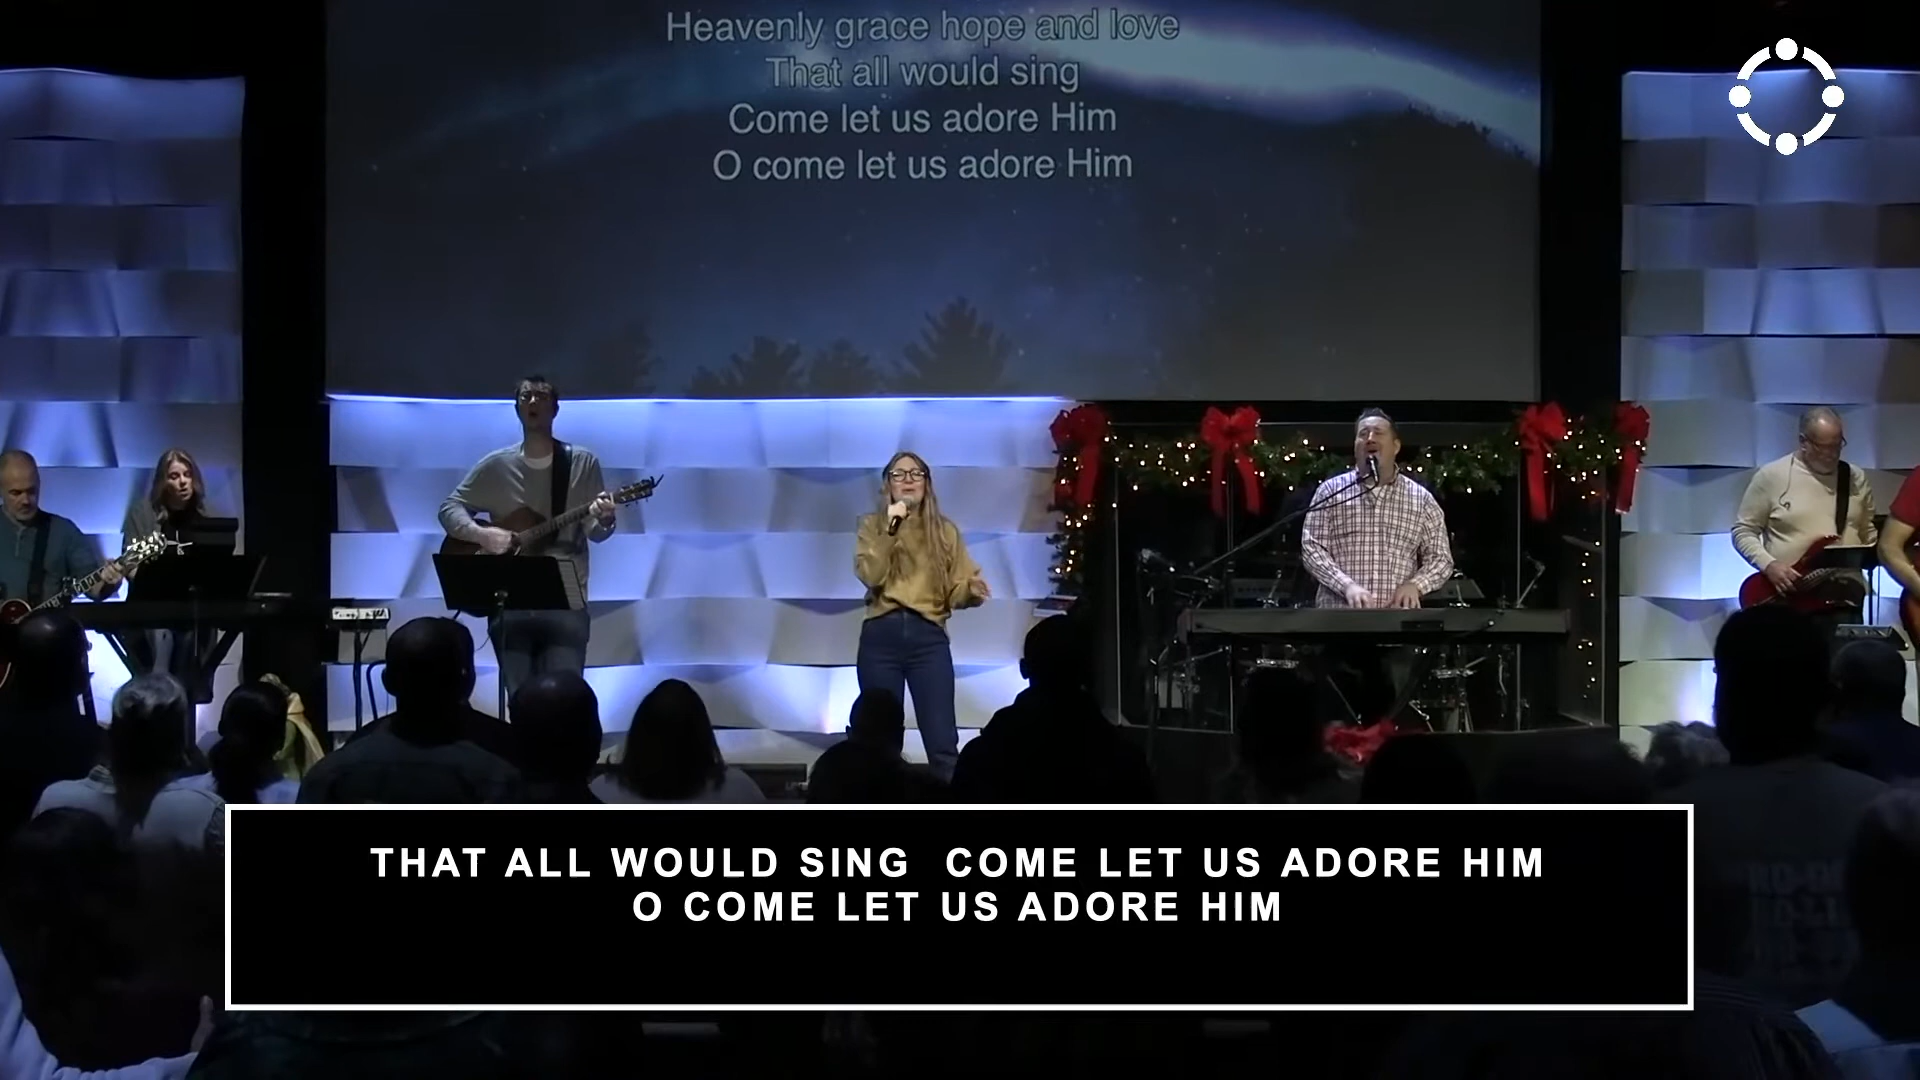 Heavenly grace hope and love
That all would sing
Come let us adore Him
O come let us adore Him
THAT ALL WOULD SING  COME LET US ADORE HIM
O COME LET US ADORE HIM